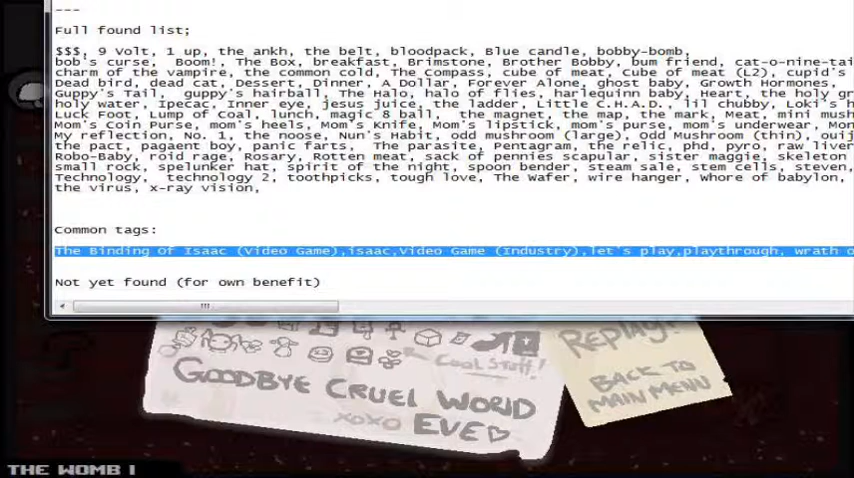 ---
Full found list;
$$$, 9 Volt, 1 up, the ankh, the belt, bloodpack, Blue candle, bobby-bomb,
bob's curse,  Boom!, The Box, breakfast, Brimstone, Brother Bobby, bum friend, cat-o-nine-tai
charm of the vampire, the common cold, The Compass, cube of meat, Cube of meat (L2), cupid's
Dead bird, dead cat, Dessert, Dinner, A Dollar, Forever Alone, ghost baby, Growth Hormones,
Guppy's Tail,  guppy's hairball, The Halo, halo of flies, harlequinn baby, Heart, the holy gr
holy water, Ipecac, Inner eye, jesus juice, the ladder, Little C.H.A.D., lil chubby, Loki's h
Luck Foot, Lump of Coal, lunch, magic 8 ball,  the magnet, the map, the mark, Meat, mini mush
Mom's Coin Purse, mom's heels, Mom's Knife, Mom's lipstick, mom's purse, mom's underwear, Mon
My reflection, No. 1, the noose, Nun's Habit, odd mushroom (large), Odd Mushroom (thin), ouij
the pact, pagaent boy, panic farts,  The parasite, Pentagram, the relic, phd, pyro, raw liver
Robo-Baby, roid rage, Rosary, Rotten meat, sack of pennies scapular, sister maggie, skeleton
small rock, spelunker hat, spirit of the night, spoon bender, steam sale, stem cells, steven,
Technology,  technology 2, toothpicks, tough love, The Wafer, wire hanger, Whore of babylon,
the virus, x-ray vision,
Common tags:
The Binding of Isaac (Video Game),isaac,Video Game (Industry),let's play,playthrough, wrath o
Not yet found (for own benefit)
COOL STUFF!
GOODBYE CRUEL WORLD
XOXO EVE
REPLAY!
BACK TO
MAIN MENU
THE WOMB I